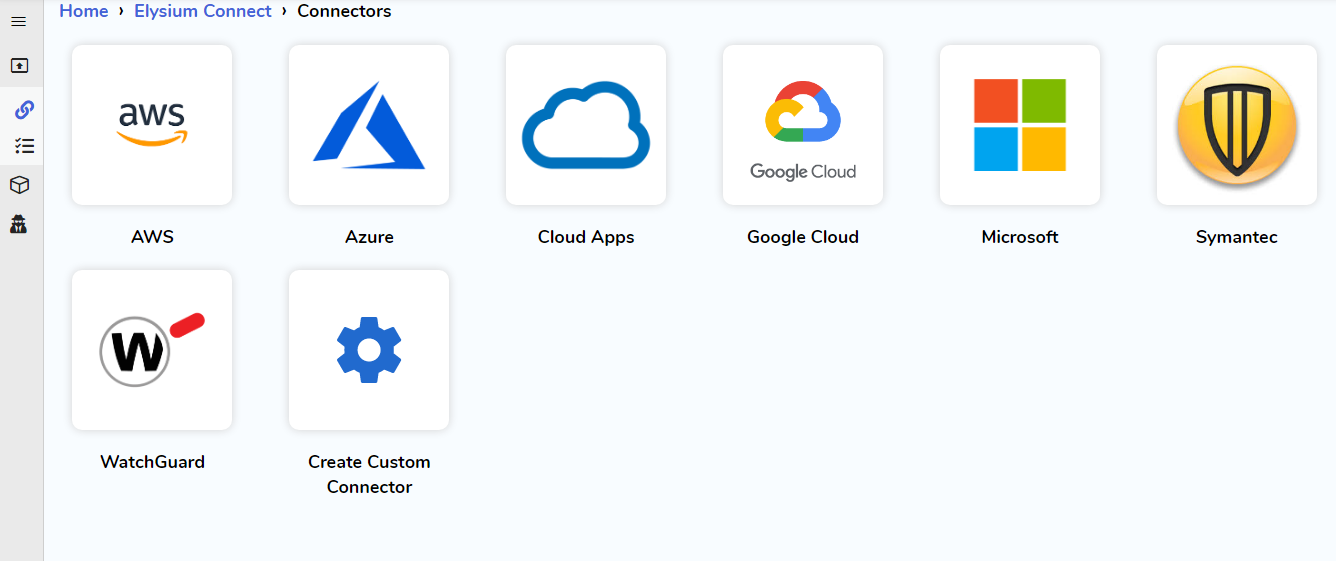 Home › Elysium Connect › Connectors
aws
Google Cloud
AWS
Azure
Cloud Apps
Google Cloud
Microsoft
Symantec
W
WatchGuard
Create Custom
Connector